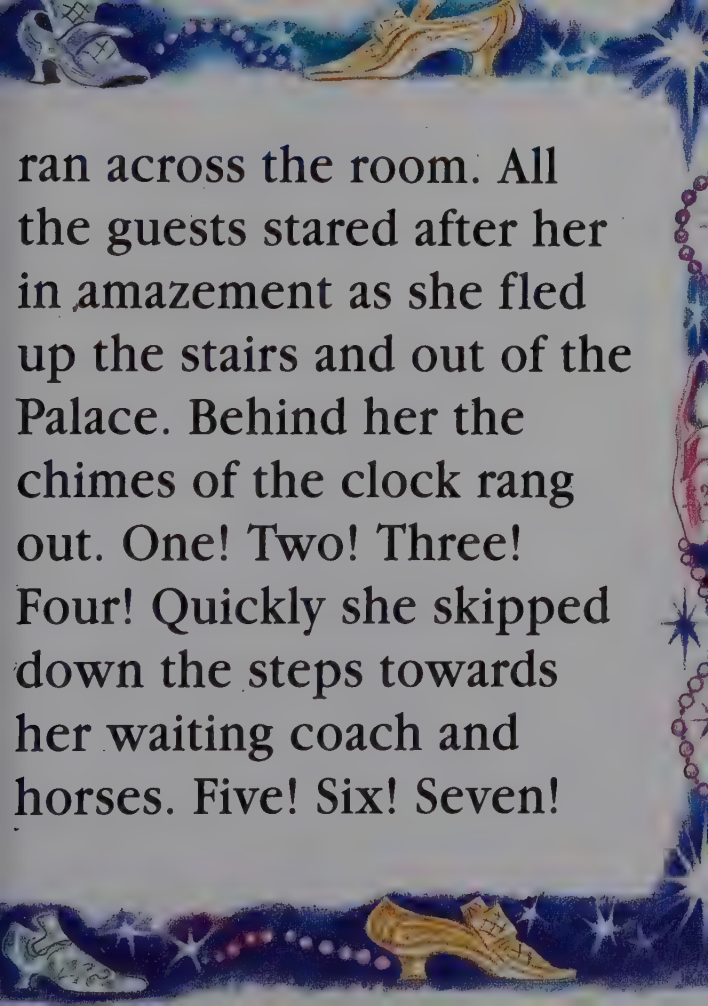 ran across the room. All
the guests stared after her
in amazement as she fled
up the stairs and out of the
Palace. Behind her the
chimes of the clock rang
out. One! Two! Three!
Four! Quickly she skipped
down the steps towards
her waiting coach and
horses. Five! Six! Seven!